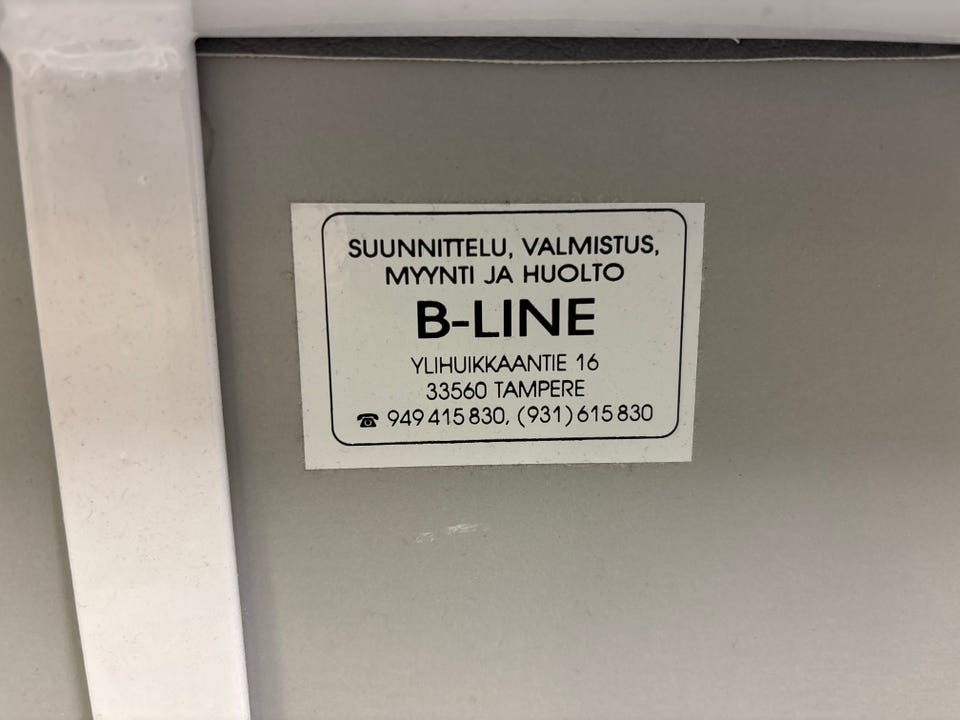 SUUNNITTELU, VALMISTUS,
MYYNTI JA HUOLTO
B-LINE
YLIHUIKKAANTIE 16
33560 TAMPERE
☎ 949 415 830, (931) 615 830